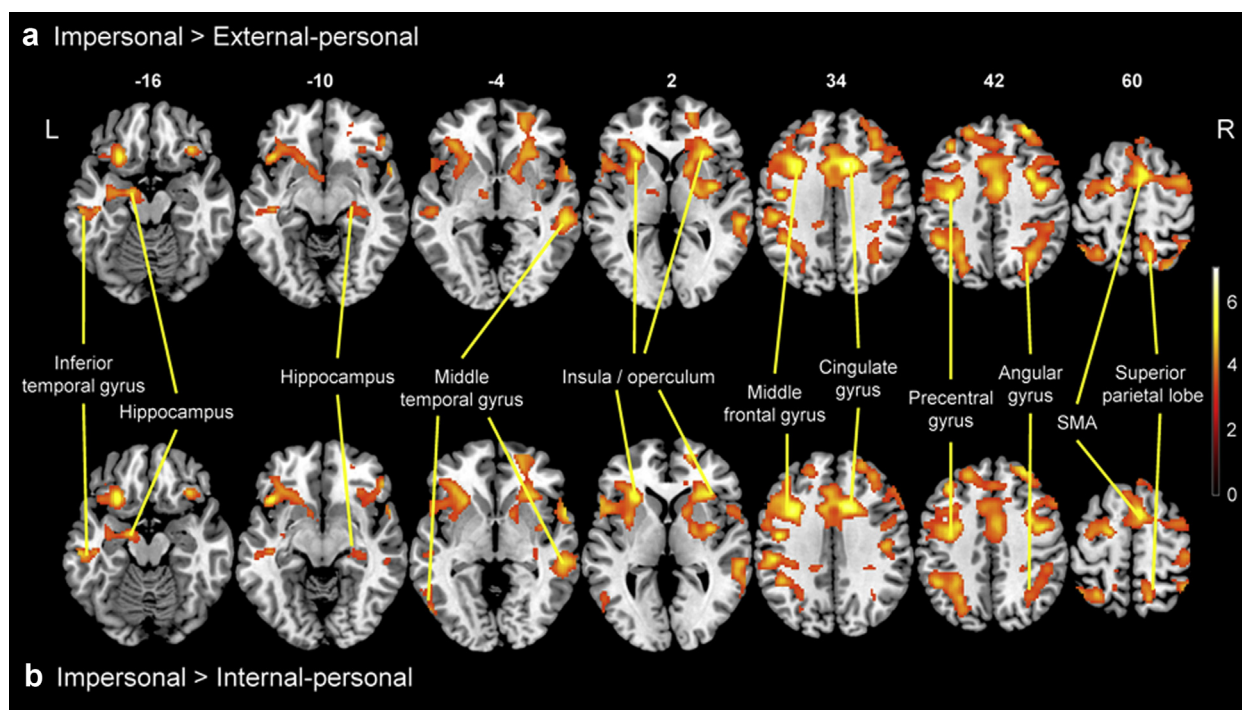 a Impersonal > External-personal
-16 -10 -4 2 34 42 60
L R
6
4
2
0
Inferior
temporal gyrus
Hippocampus
Hippocampus
Middle
temporal gyrus
Insula / operculum
Middle
frontal gyrus
Cingulate
gyrus
Precentral
gyrus
Angular
gyrus
SMA
Superior
parietal lobe
b Impersonal > Internal-personal